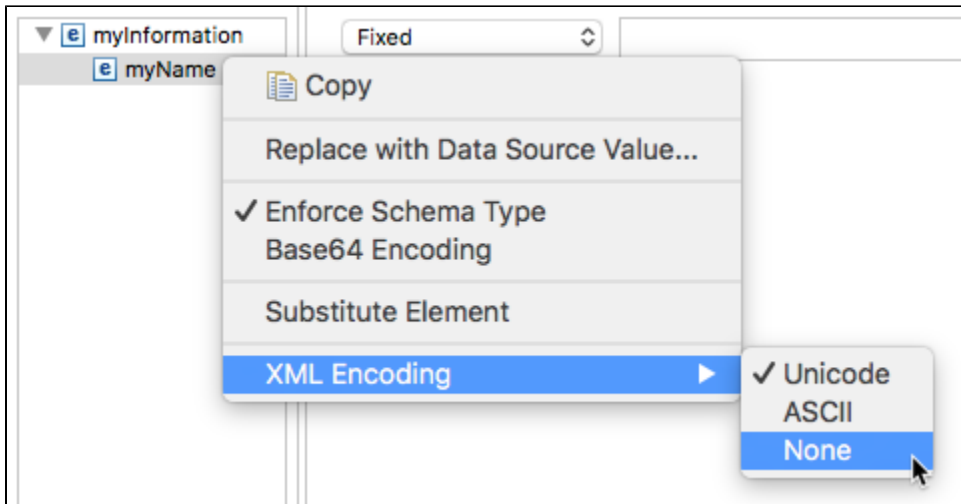 myInformation
Fixed
myName
Copy
Replace with Data Source Value...
✓ Enforce Schema Type
Base64 Encoding
Substitute Element
XML Encoding
✓ Unicode
ASCII
None